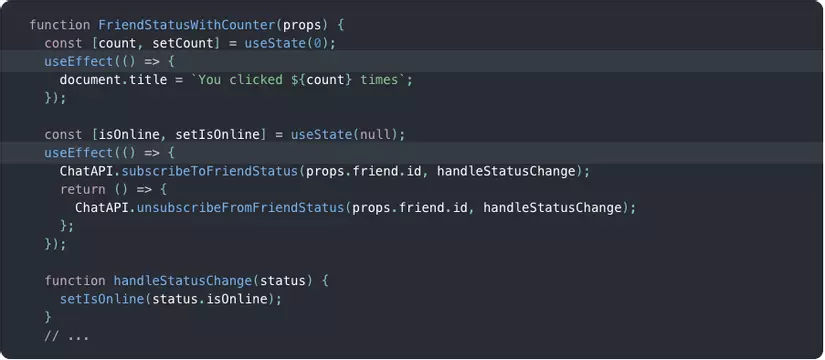 function FriendStatusWithCounter(props) {
  const [count, setCount] = useState(0);
  useEffect(() => {
    document.title = `You clicked ${count} times`;
  });

  const [isOnline, setIsOnline] = useState(null);
  useEffect(() => {
    ChatAPI.subscribeToFriendStatus(props.friend.id, handleStatusChange);
    return () => {
      ChatAPI.unsubscribeFromFriendStatus(props.friend.id, handleStatusChange);
    };
  });

  function handleStatusChange(status) {
    setIsOnline(status.isOnline);
  }
  // ...